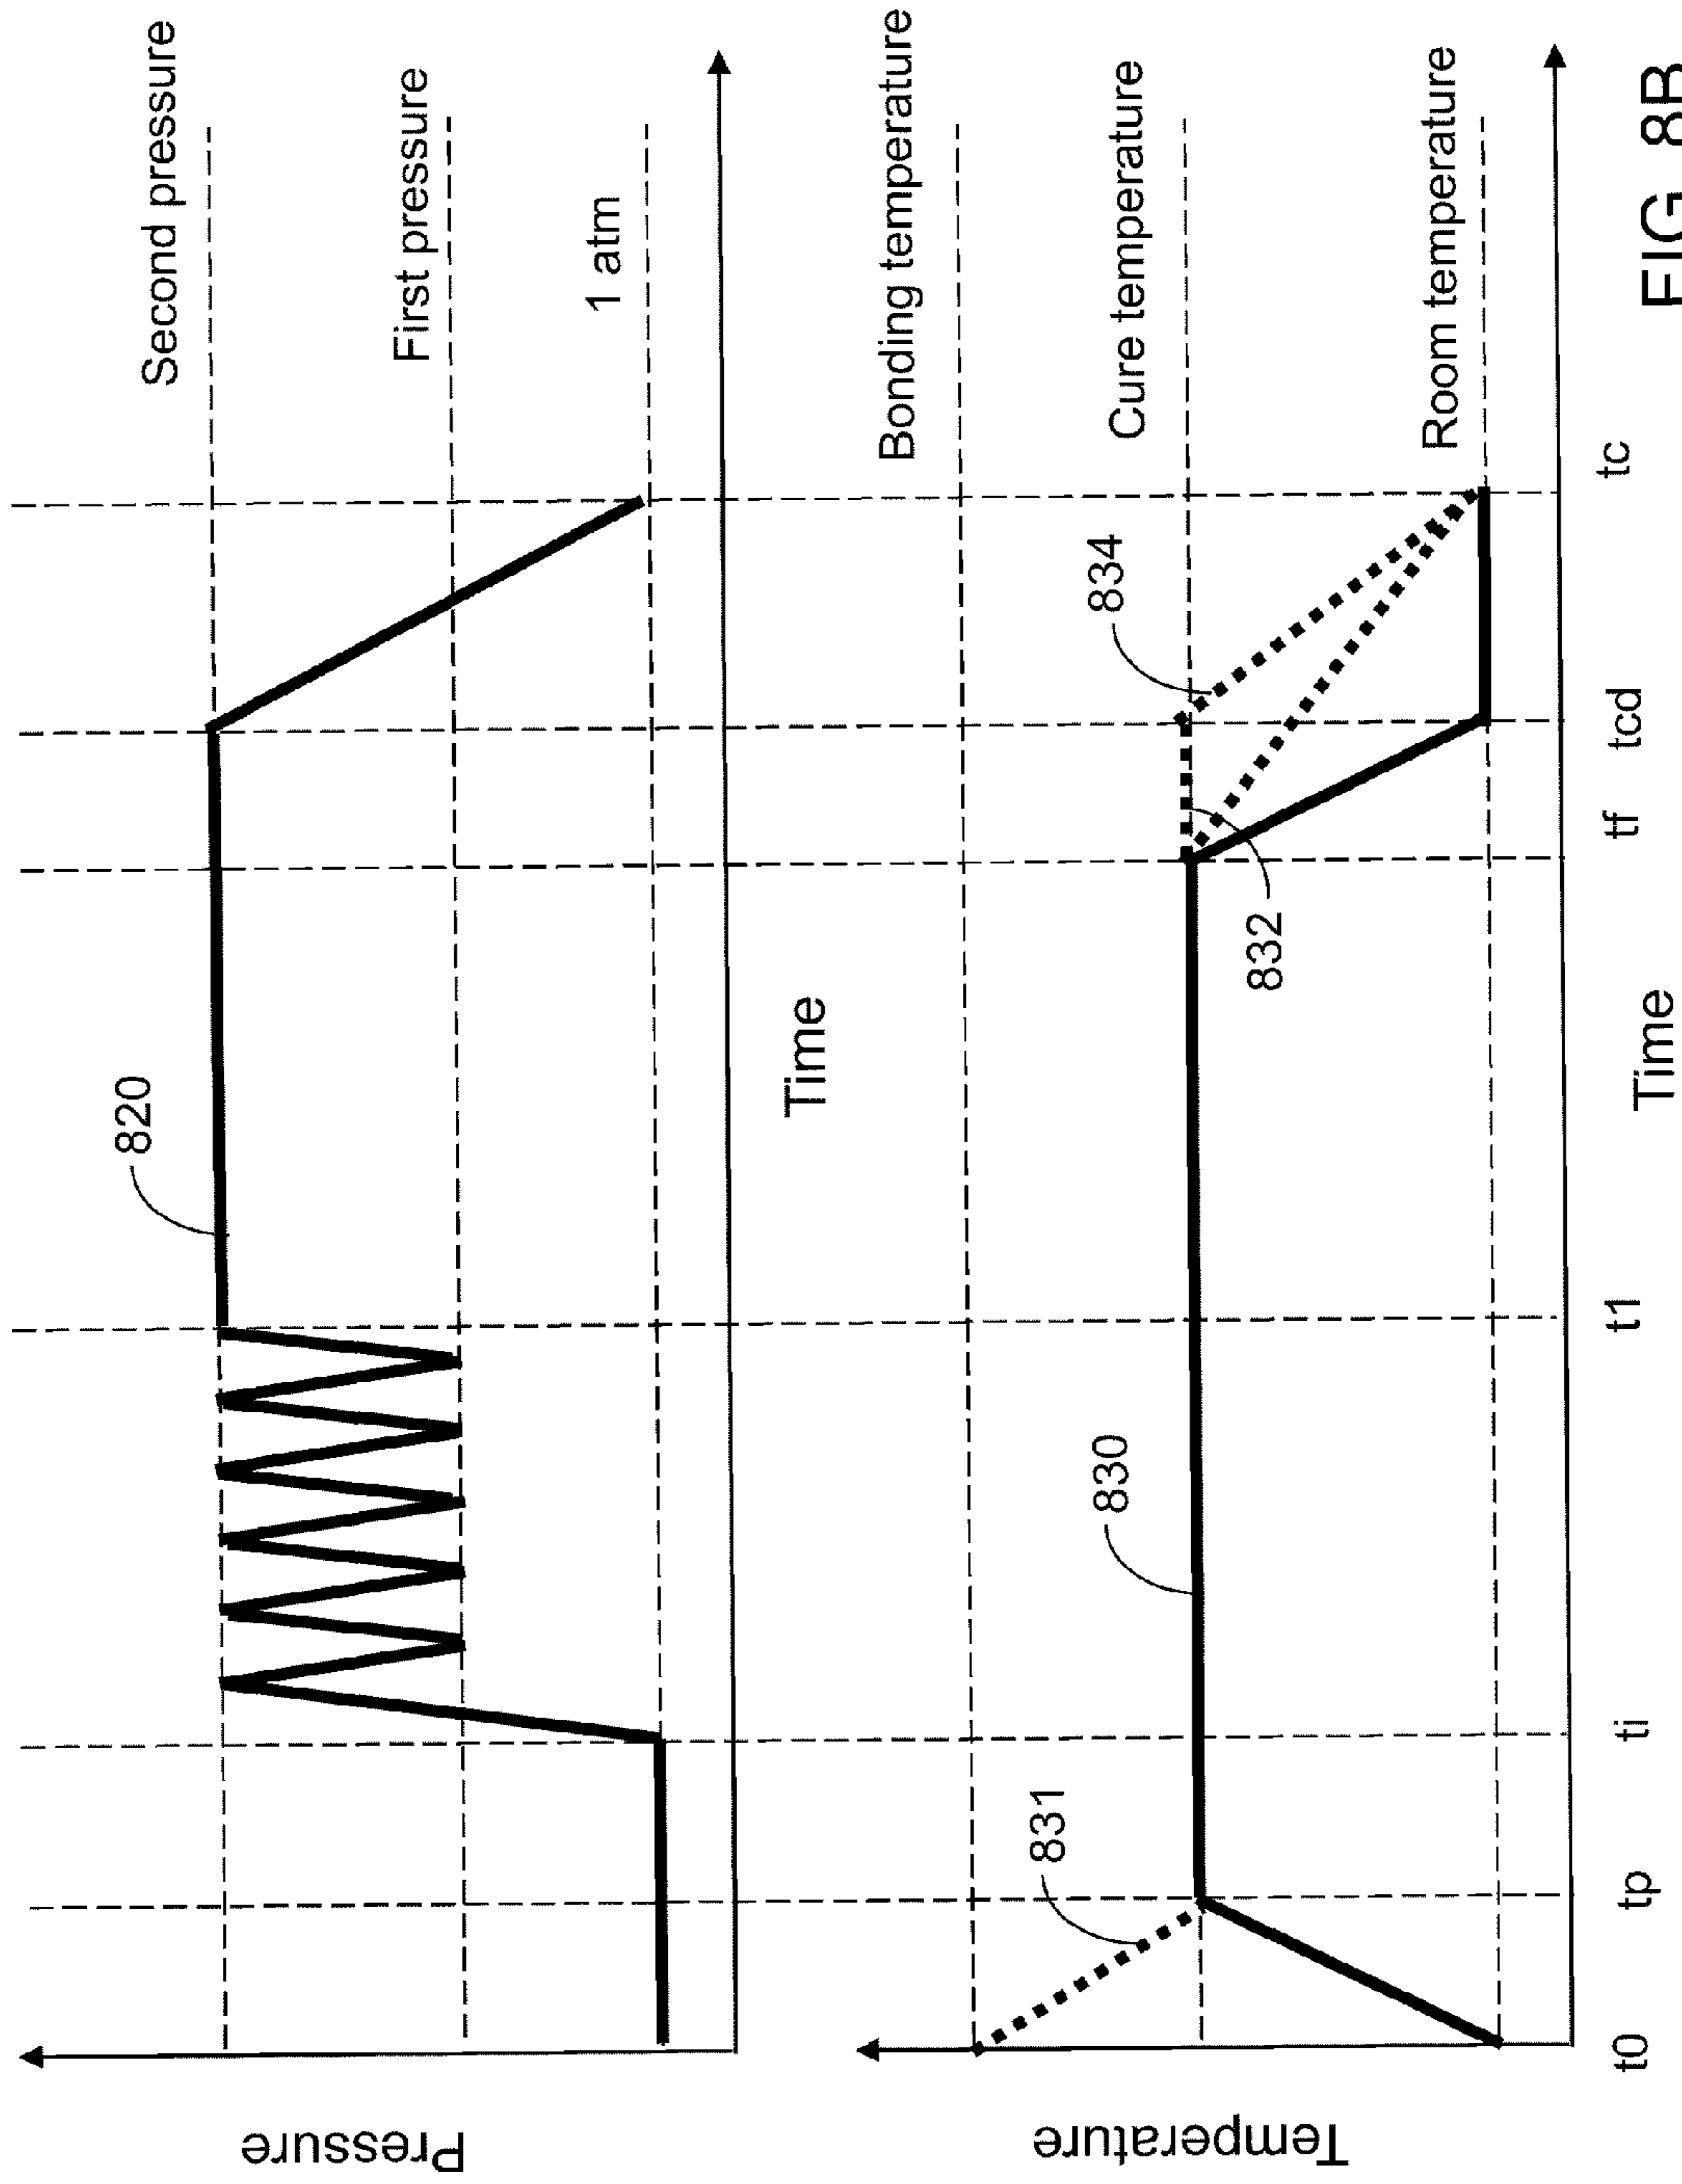 Pressure
820
Second pressure
First pressure
1 atm
Time
Temperature
831
830
832
834
Bonding temperature
Cure temperature
Room temperature
t0
tp
ti
t1
tf
tcd
tc
Time
FIG. 8B